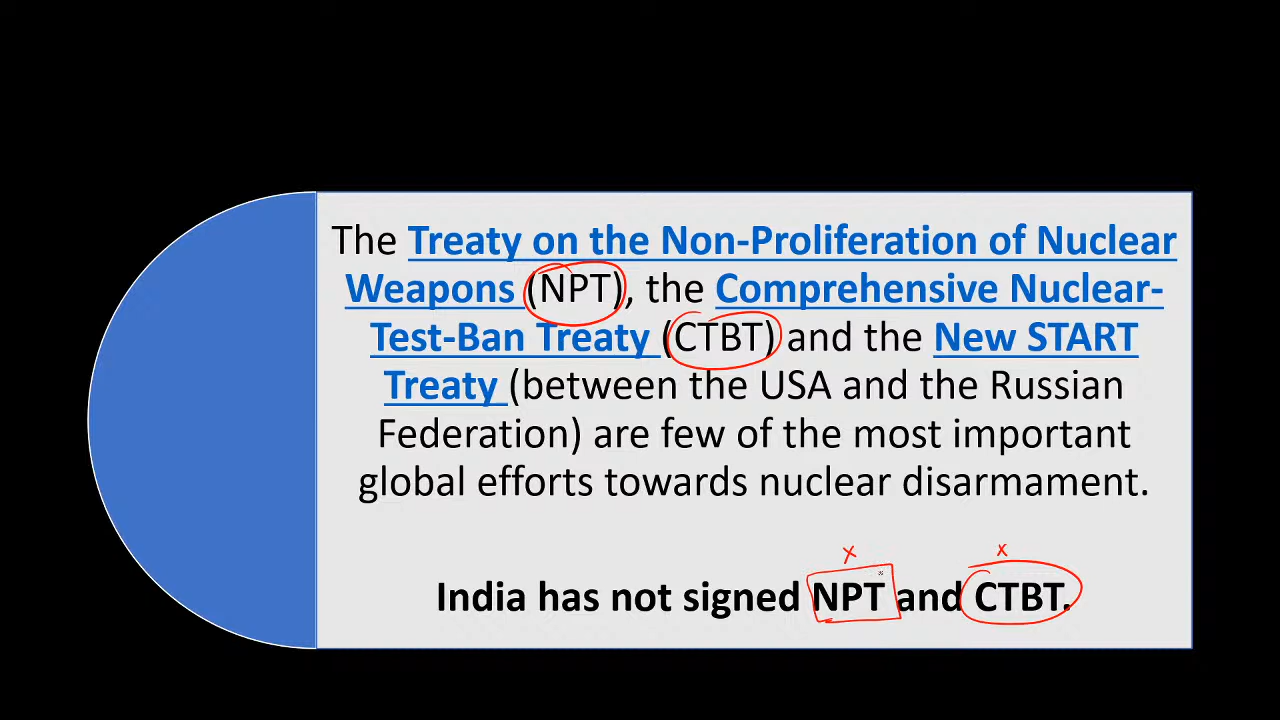 The Treaty on the Non-Proliferation of Nuclear
Weapons (NPT), the Comprehensive Nuclear-
Test-Ban Treaty (CTBT) and the New START
Treaty (between the USA and the Russian
Federation) are few of the most important
global efforts towards nuclear disarmament.
x x
India has not signed NPT and CTBT.